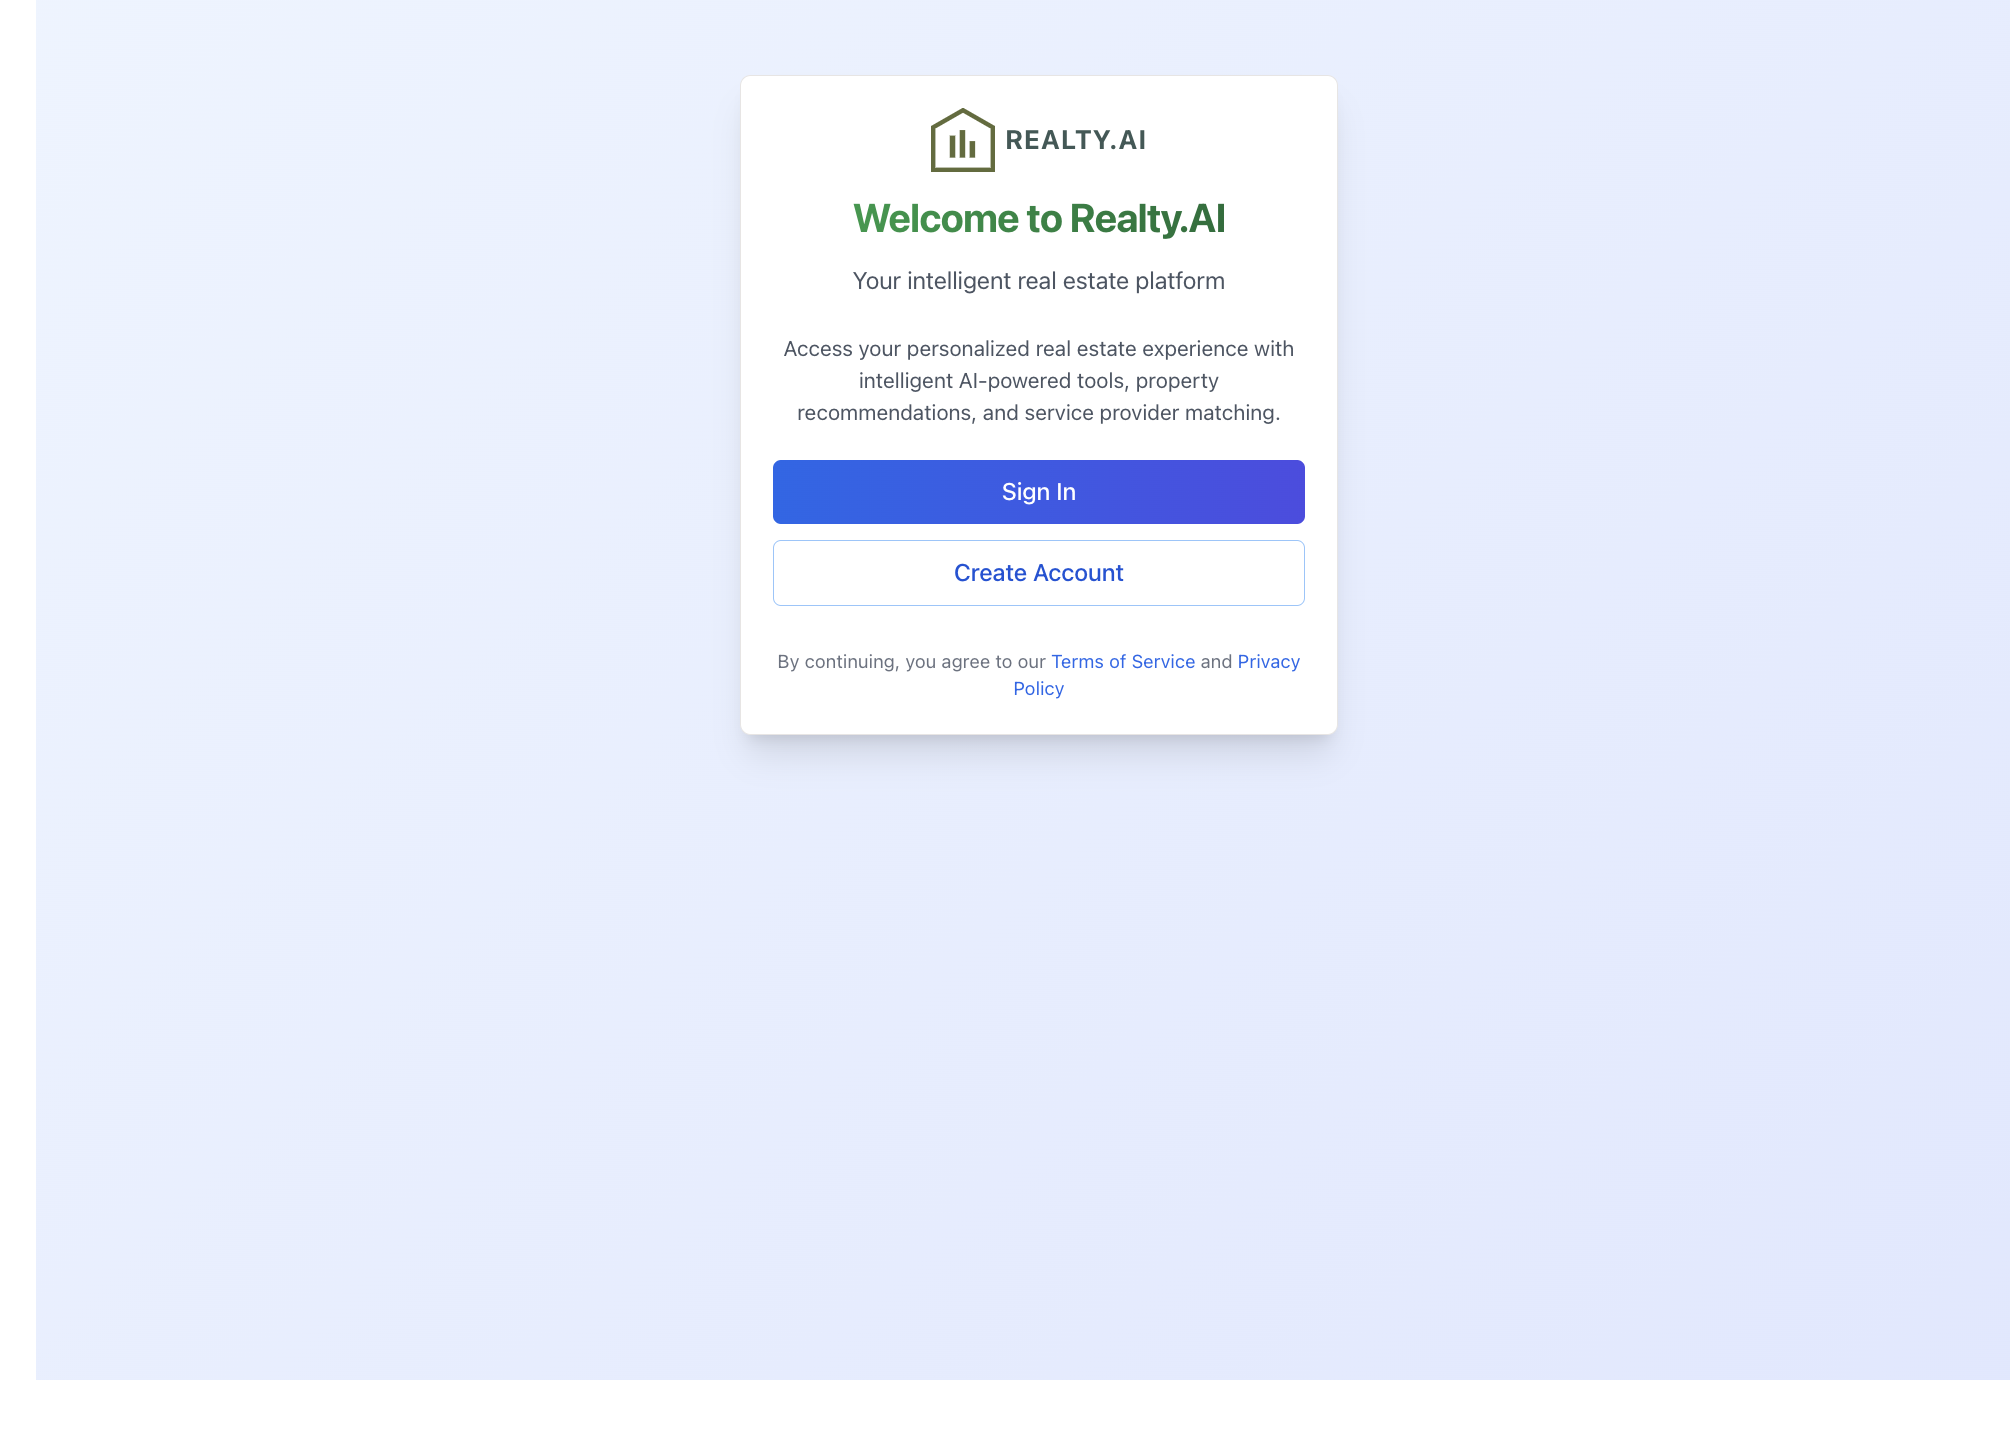 REALTY.AI
Welcome to Realty.AI
Your intelligent real estate platform
Access your personalized real estate experience with
intelligent AI-powered tools, property
recommendations, and service provider matching.
Sign In
Create Account
By continuing, you agree to our Terms of Service and Privacy
Policy